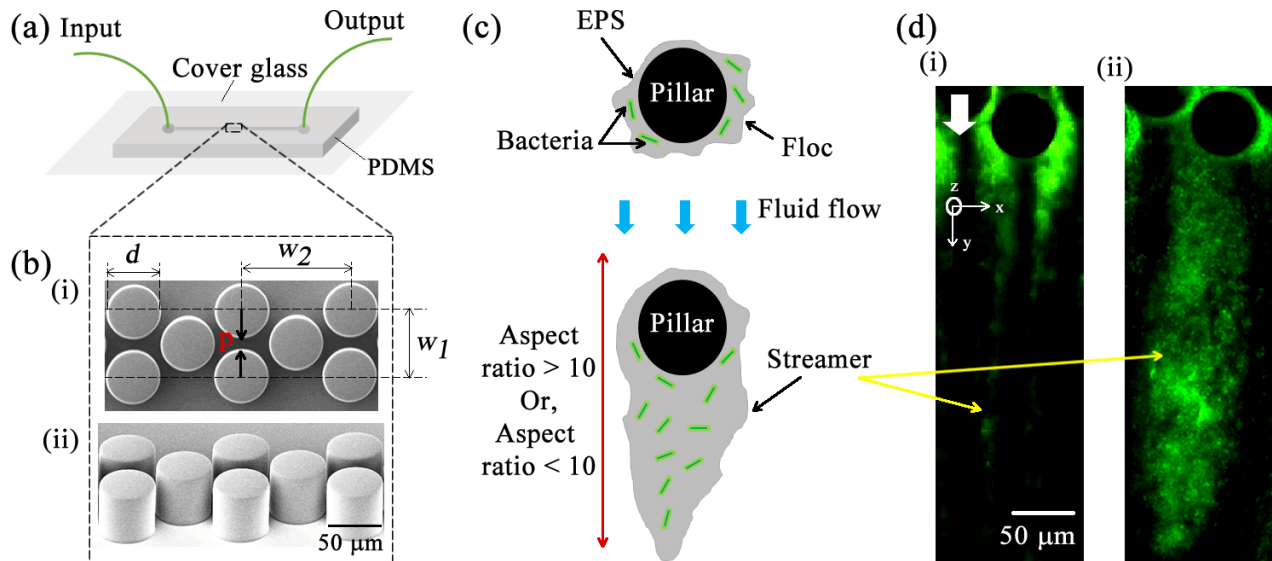 (a)
Input
Output
Cover glass
PDMS
(b)
(i)
d
w2
p
w1
(ii)
50 μm
(c)
EPS
Pillar
Bacteria
Floc
Fluid flow
Pillar
Aspect
ratio > 10
Or,
Aspect
ratio < 10
Streamer
(d)
(i)
(ii)
z
x
y
50 μm